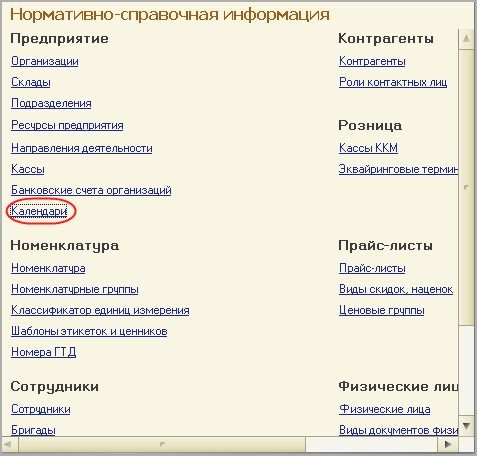 Нормативно-справочная информация
Предприятие
Организации
Склады
Подразделения
Ресурсы предприятия
Направления деятельности
Кассы
Банковские счета организаций
Календари
Контрагенты
Контрагенты
Роли контактных лиц
Розница
Кассы ККМ
Эквайринговые термин
Номенклатура
Номенклатура
Номенклатурные группы
Классификатор единиц измерения
Шаблоны этикеток и ценников
Номера ГТД
Прайс-листы
Прайс-листы
Виды скидок, наценок
Ценовые группы
Сотрудники
Сотрудники
Бригады
Физические лиц
Физические лица
Виды документов физи